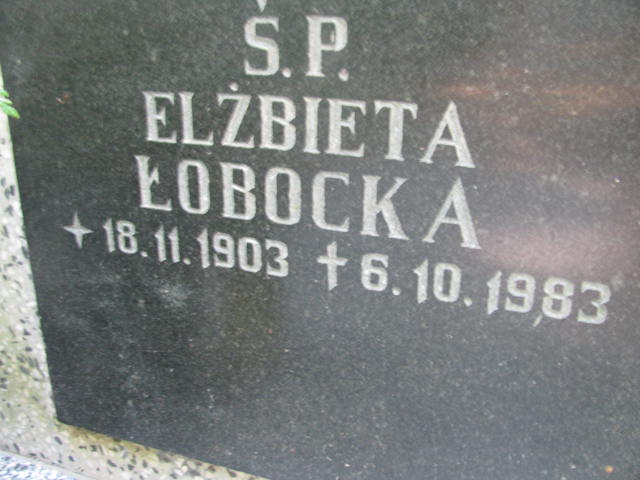 Ś.P.
ELŻBIETA
ŁOBOCKA
18.11.1903 ✝ 6.10.1983